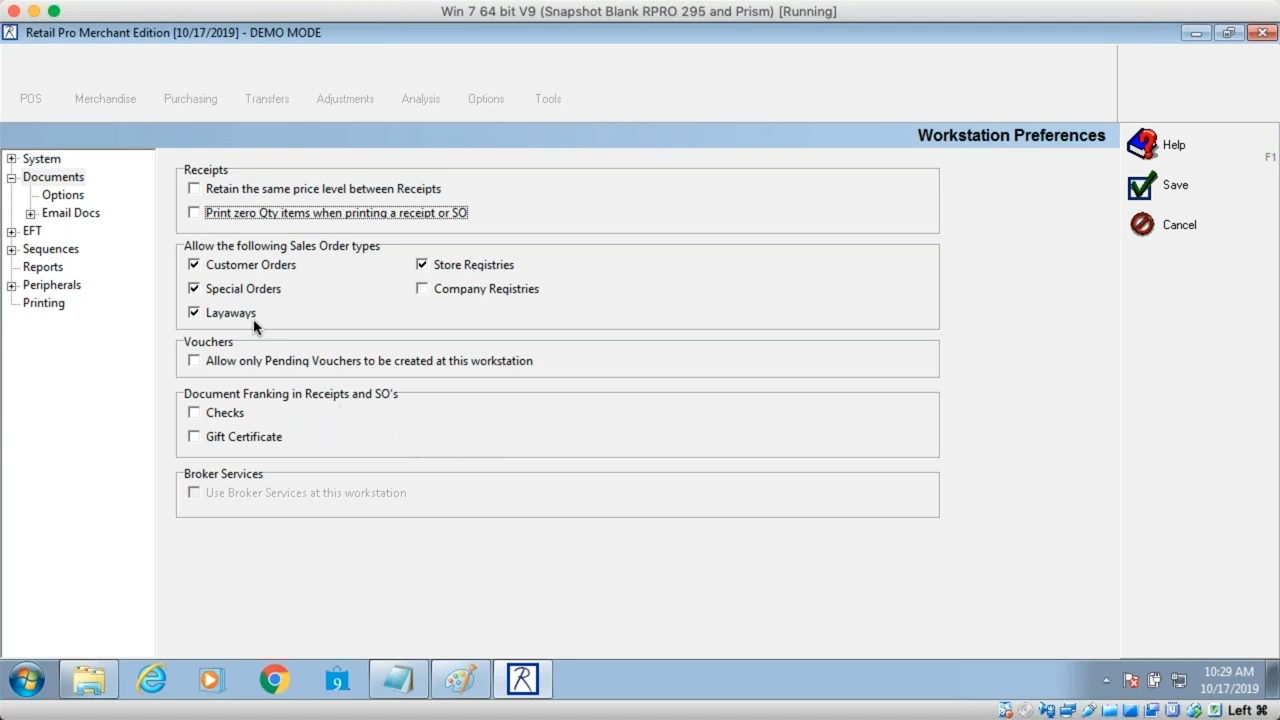 Win 7 64 bit V9 (Snapshot Blank RPRO 295 and Prism) [Running]
Retail Pro Merchant Edition [10/17/2019] - DEMO MODE
POS Merchandise Purchasing Transfers Adjustments Analysis Options Tools
Workstation Preferences
Help
F1
Save
Cancel
System
Documents
Options
Email Docs
EFT
Sequences
Reports
Peripherals
Printing
Receipts
Retain the same price level between Receipts
Print zero Qty items when printing a receipt or SO
Allow the following Sales Order types
Customer Orders Store Registries
Special Orders Company Registries
Layaways
Vouchers
Allow only Pending Vouchers to be created at this workstation
Document Franking in Receipts and SO's
Checks
Gift Certificate
Broker Services
Use Broker Services at this workstation
9
R
10:29 AM
10/17/2019
Left ⌘